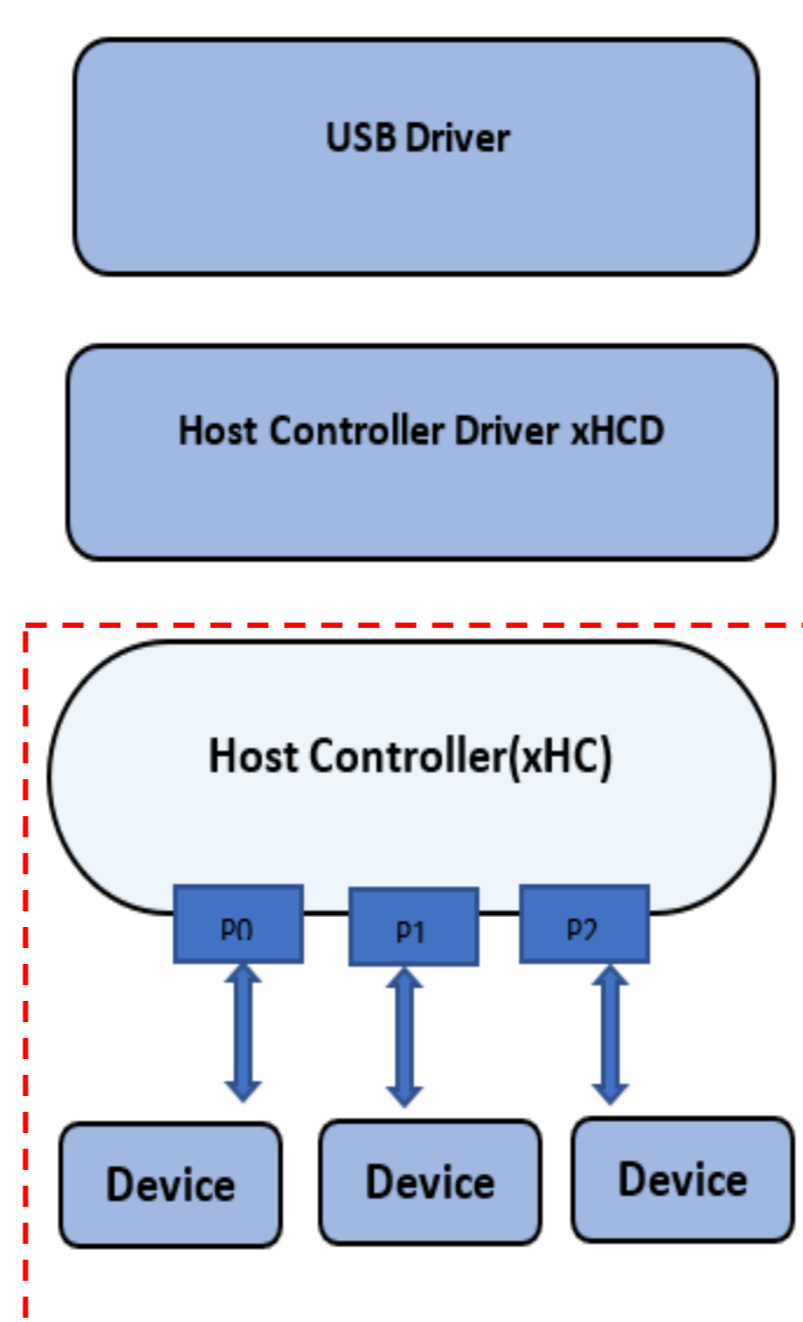 USB Driver
Host Controller Driver xHCD
Host Controller(xHC)
P0 P1 P2
Device Device Device